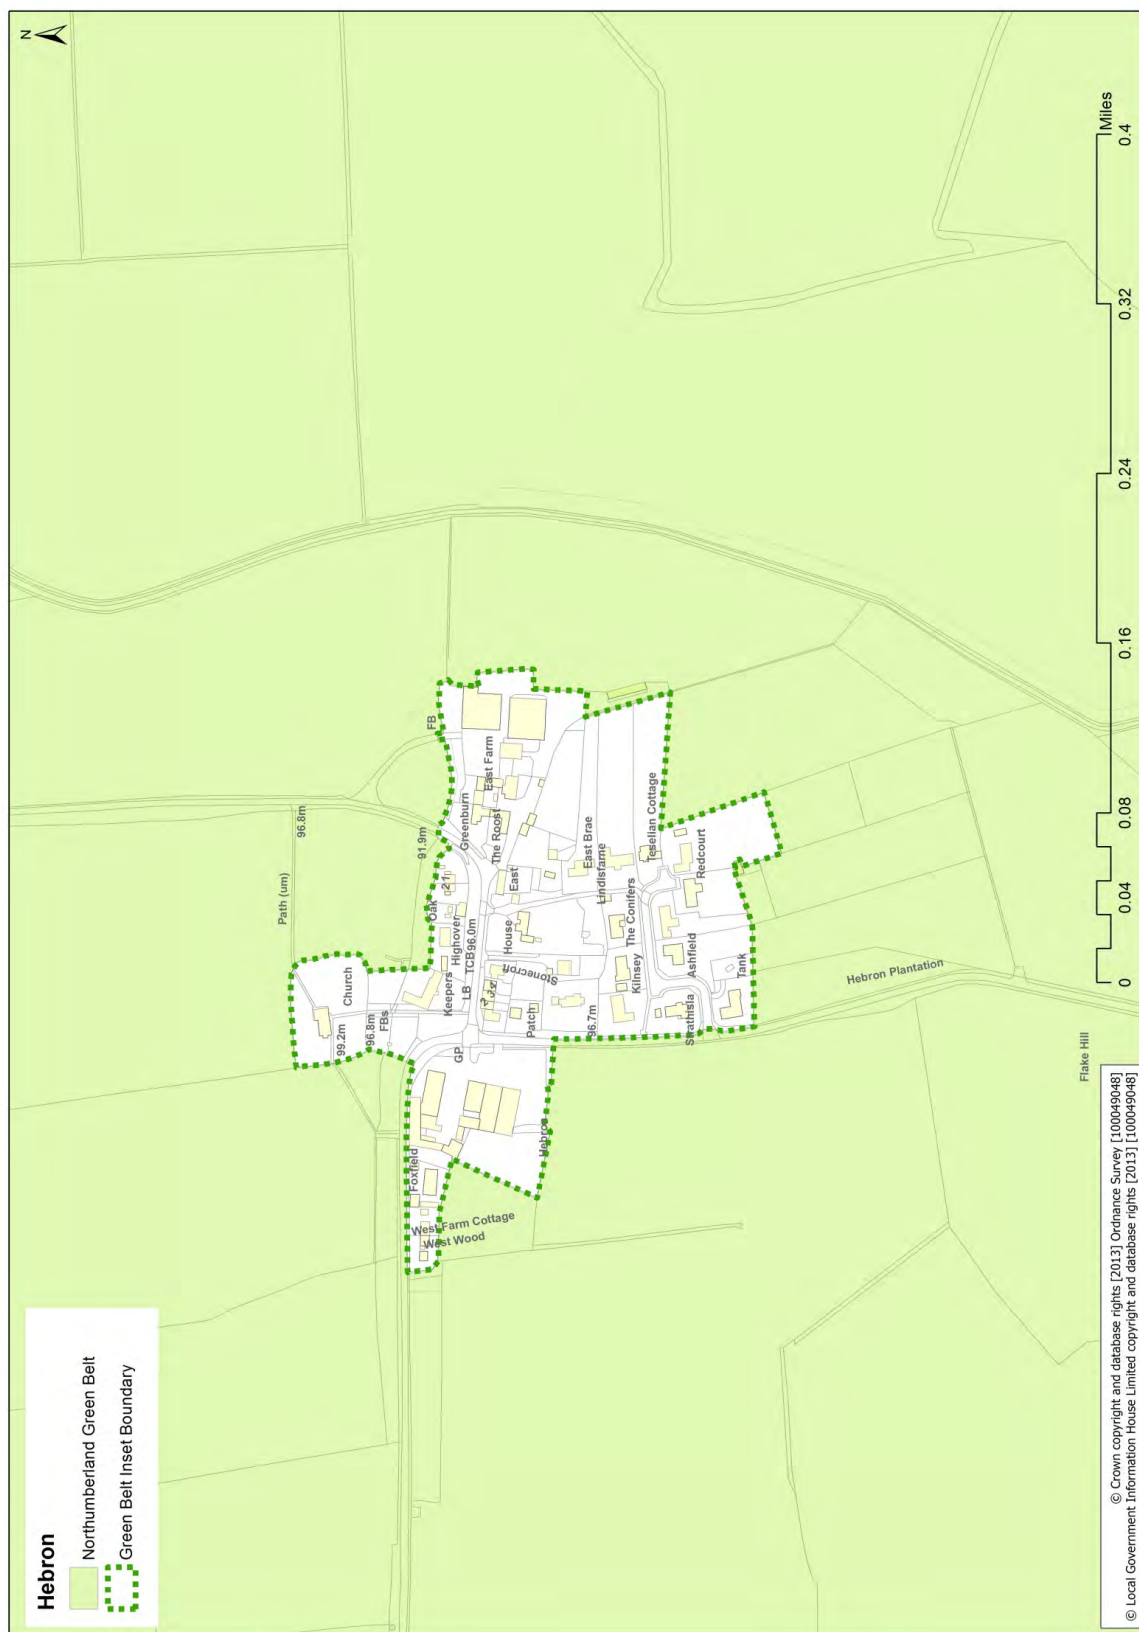 N
Hebron
Northumberland Green Belt
Green Belt Inset Boundary
Path (um)
96.8m
Church
99.2m
96.8m
FBs
91.9m
FB
Oak
2
1
Highover
Keepers
Greenburn
TCB
96.0m
LB
GP
The Roost
East Farm
East
House
Stonecroft
Patch
Foxfield
West Farm Cottage
West Wood
Hebron
96.7m
East Brae
Lindisfarne
Teselian Cottage
The Conifers
Kilnsey
Redcourt
Ashfield
Strathisla
Tank
Hebron Plantation
Flake Hill
0
0.04
0.08
0.16
0.24
0.32
0.4
Miles
© Crown copyright and database rights [2013] Ordnance Survey [100049048]
© Local Government Information House Limited copyright and database rights [2013] [100049048]